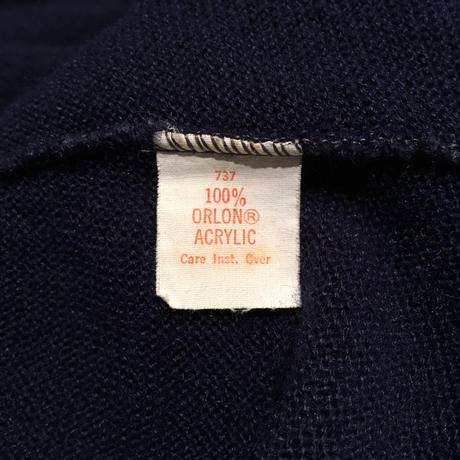 737
100%
ORLON®
ACRYLIC
Care Inst. Over